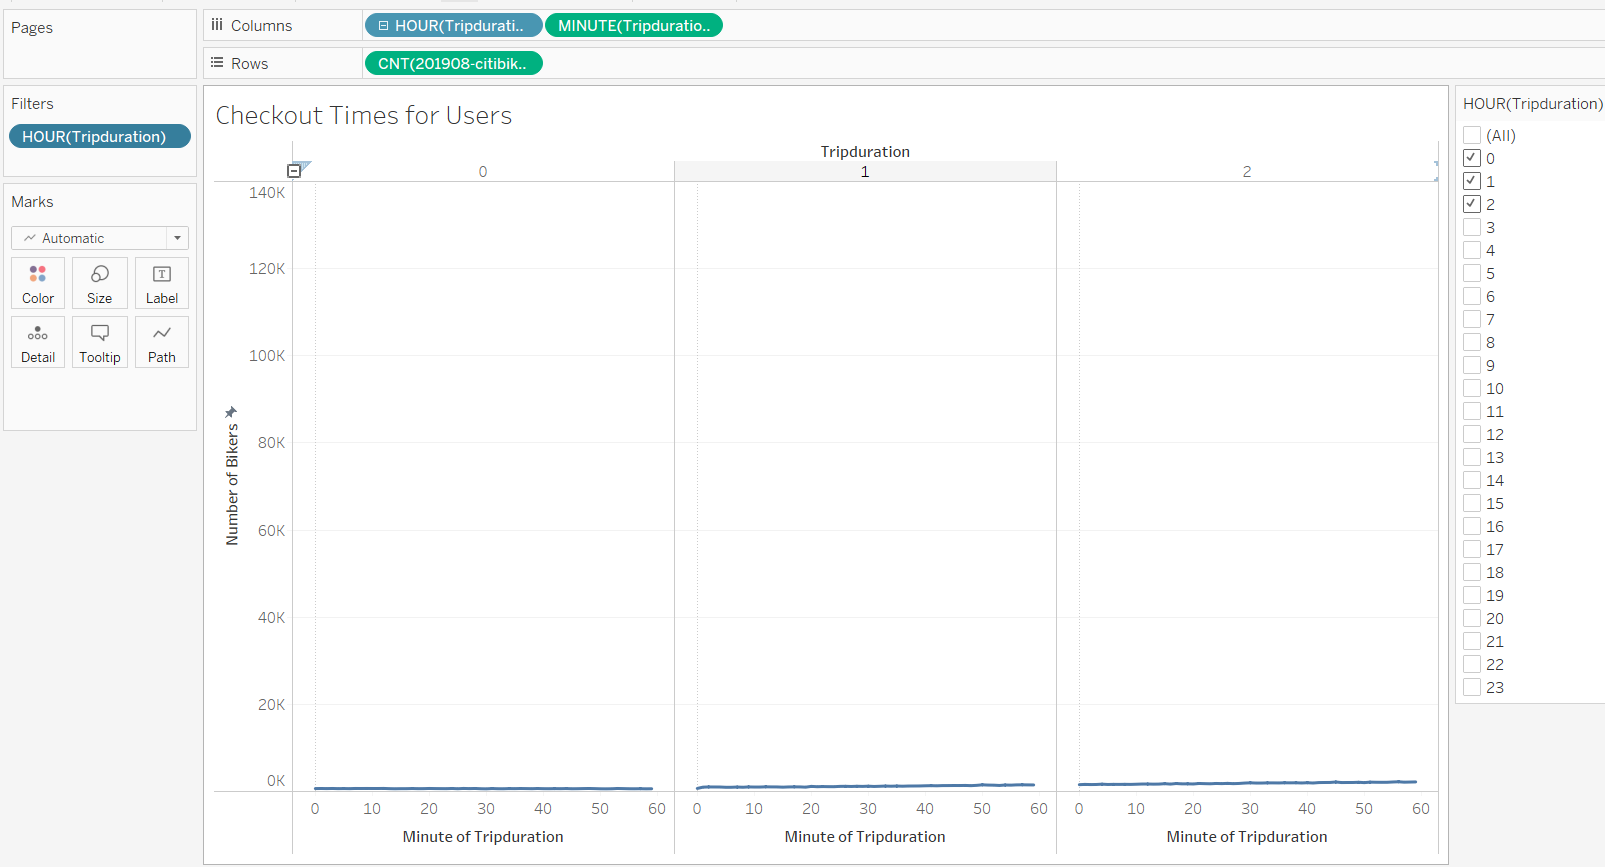 Pages
Columns
HOUR(Tripdurati..
MINUTE(Tripduratio..
Rows
CNT(201908-citibik..
Filters
HOUR(Tripduration)
Marks
Automatic
Color
Size
Label
Detail
Tooltip
Path
Checkout Times for Users
Tripduration
0
1
2
140K
120K
100K
80K
60K
40K
20K
0K
Number of Bikers
0 10 20 30 40 50 60
0 10 20 30 40 50 60
0 10 20 30 40 50 60
Minute of Tripduration
Minute of Tripduration
Minute of Tripduration
HOUR(Tripduration)
(All)
0
1
2
3
4
5
6
7
8
9
10
11
12
13
14
15
16
17
18
19
20
21
22
23